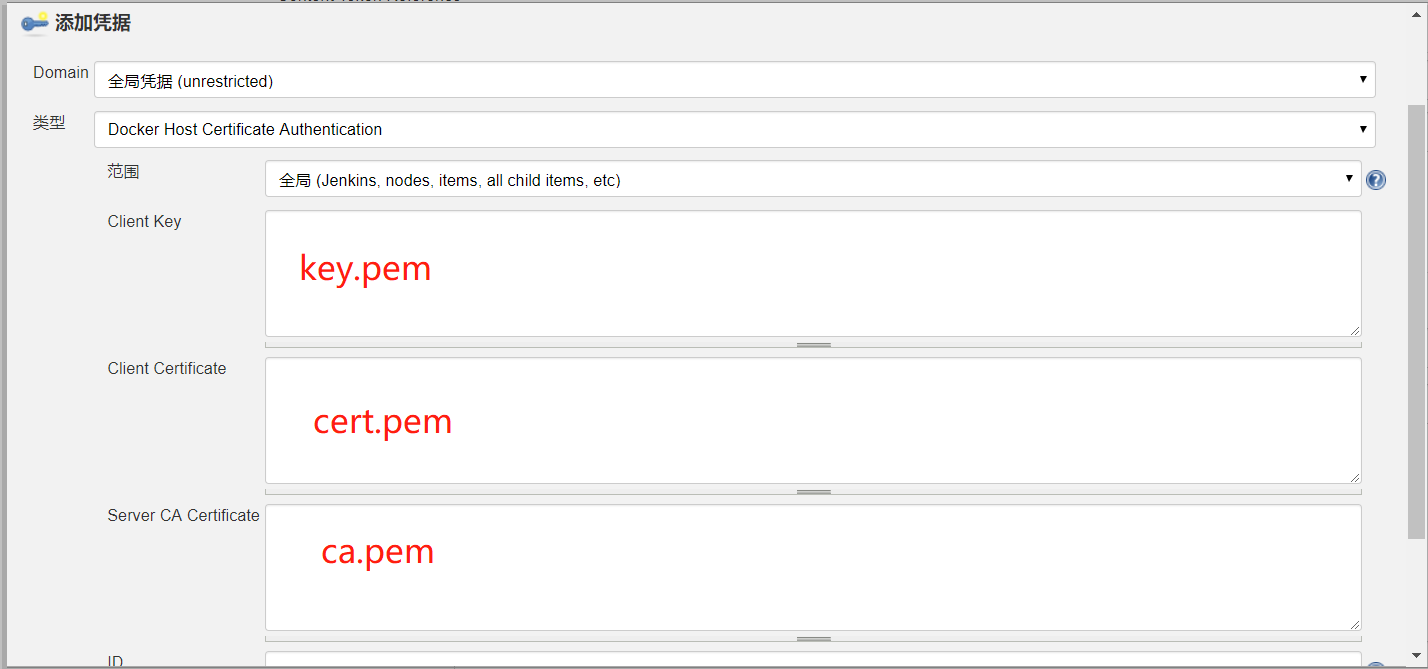 添加凭据
Domain
全局凭据 (unrestricted)
类型
Docker Host Certificate Authentication
范围
全局 (Jenkins, nodes, items, all child items, etc)
Client Key
key.pem
Client Certificate
cert.pem
Server CA Certificate
ca.pem
ID